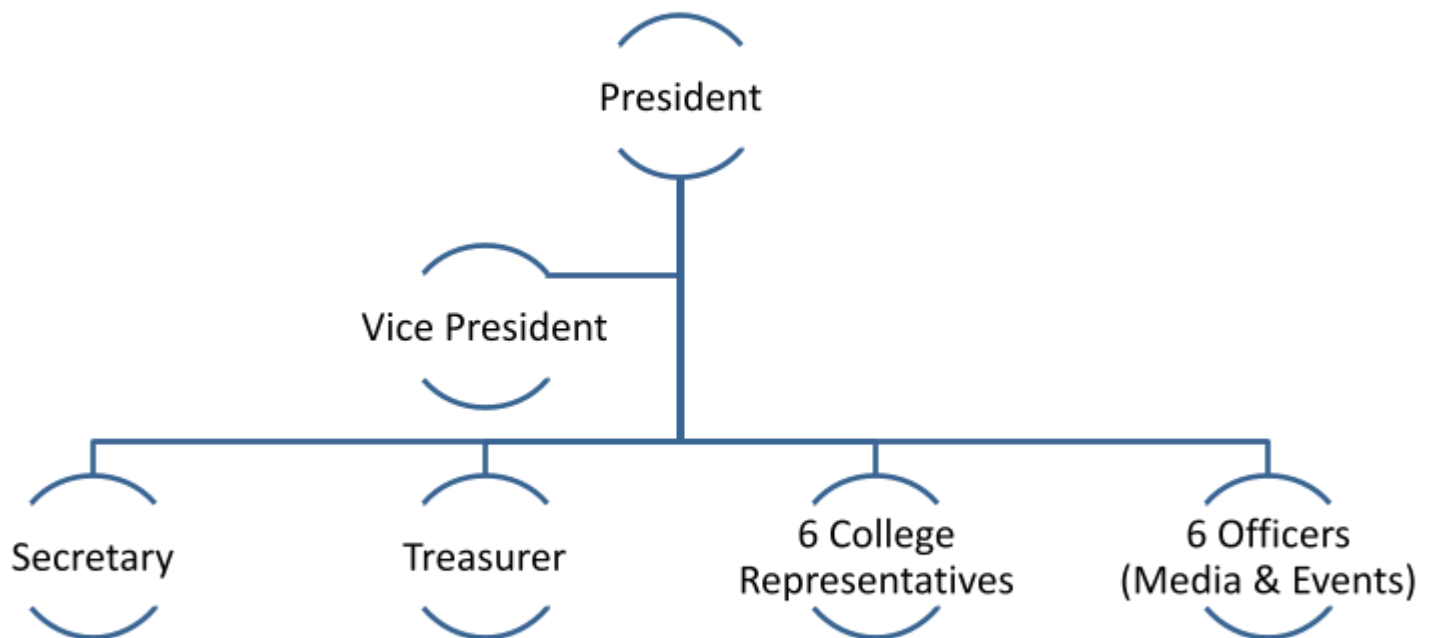 President
Vice President
Secretary
Treasurer
6 College
Representatives
6 Officers
(Media & Events)